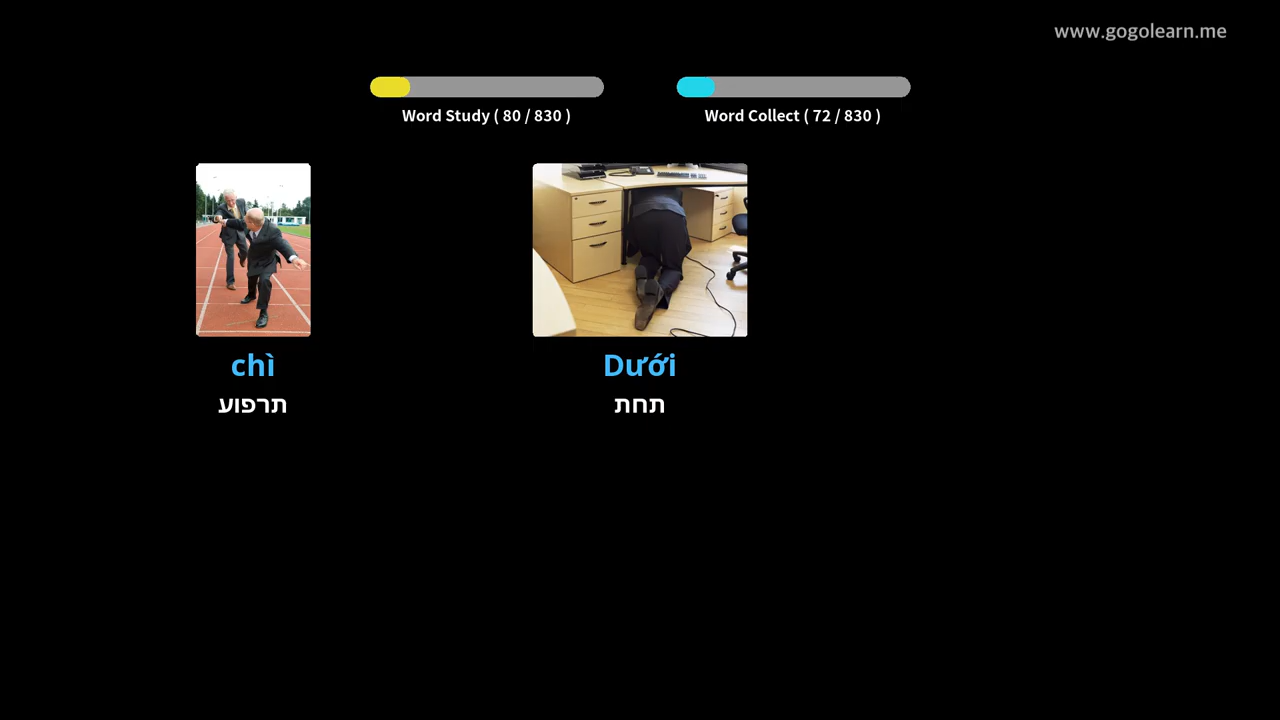 www.gogolearn.me
Word Study ( 80 / 830 )
Word Collect ( 72 / 830 )
chì
תרפוע
Dưới
תחת